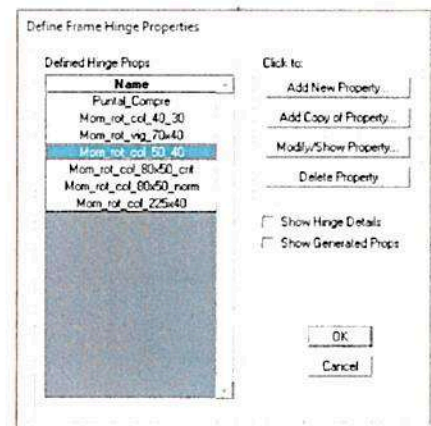 Define Frame Hinge Properties
Defined Hinge Props
Name
Puntal_Compre
Mom_rot_col_40_30
Mom_rot_vig_70x40
Mom_rot_col_50_40
Mom_rot_col_80x50_crit
Mom_rot_col_80x50_norm
Mom_rot_col_225x40
Click to:
Add New Property...
Add Copy of Property...
Modify/Show Property...
Delete Property
Show Hinge Details
Show Generated Props
OK
Cancel